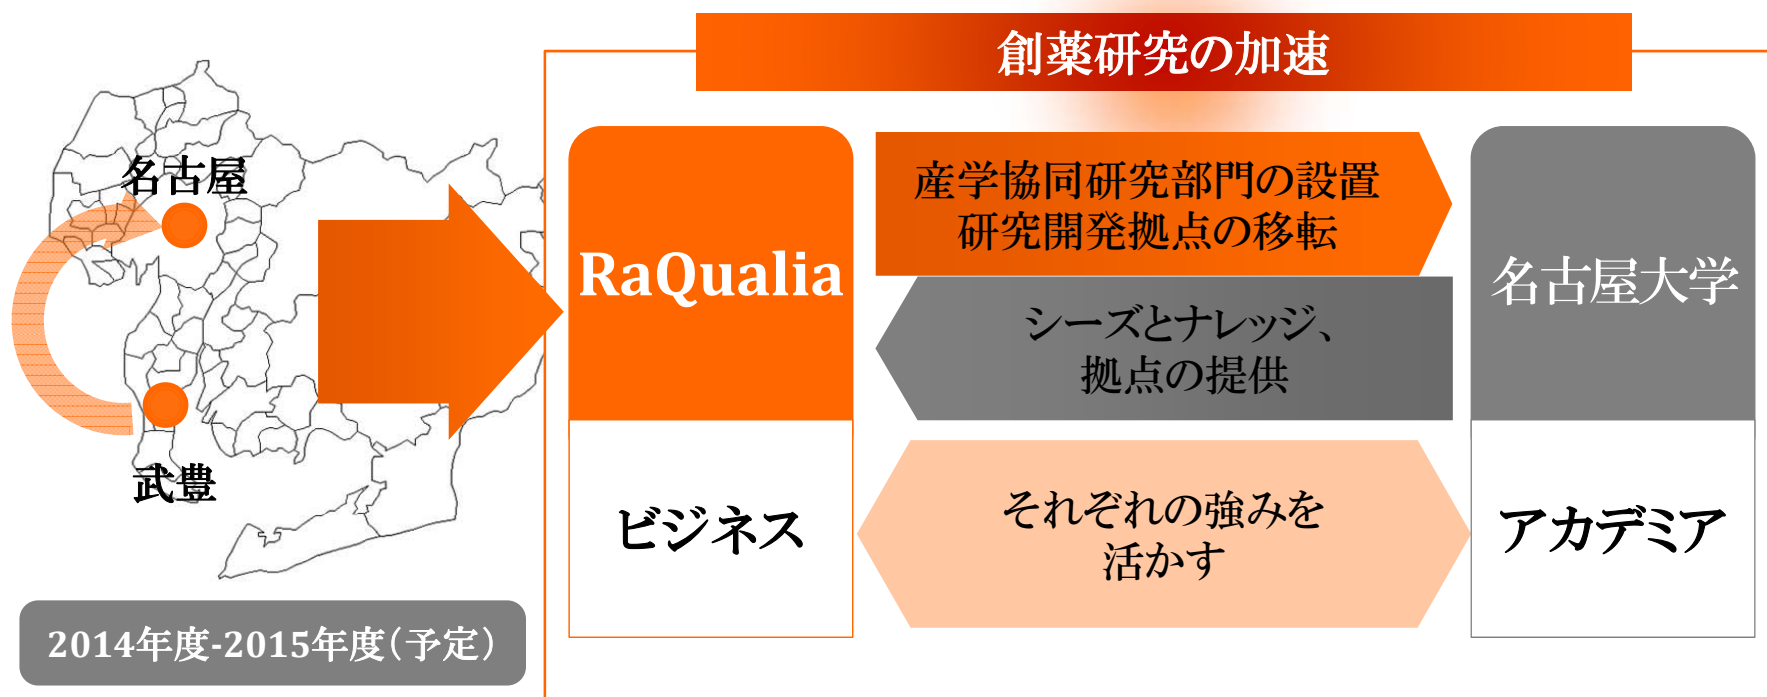 名古屋
武豊
2014年度-2015年度（予定）
創薬研究の加速
RaQualia
ビジネス
産学協同研究部門の設置
研究開発拠点の移転
シーズとナレッジ、
拠点の提供
それぞれの強みを
活かす
名古屋大学
アカデミア